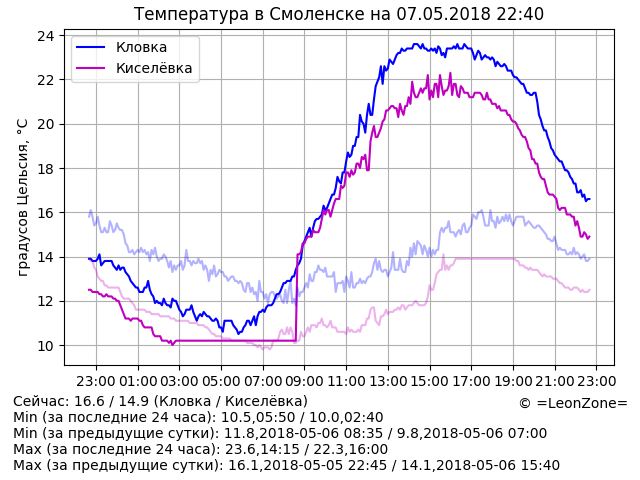 Температура в Смоленске на 07.05.2018 22:40
Кловка
Киселёвка
градусов Цельсия, °C
24
22
20
18
16
14
12
10
23:00 01:00 03:00 05:00 07:00 09:00 11:00 13:00 15:00 17:00 19:00 21:00 23:00
Сейчас: 16.6 / 14.9 (Кловка / Киселёвка)
© =LeonZone=
Min (за последние 24 часа): 10.5,05:50 / 10.0,02:40
Min (за предыдущие сутки): 11.8,2018-05-06 08:35 / 9.8,2018-05-06 07:00
Max (за последние 24 часа): 23.6,14:15 / 22.3,16:00
Max (за предыдущие сутки): 16.1,2018-05-05 22:45 / 14.1,2018-05-06 15:40